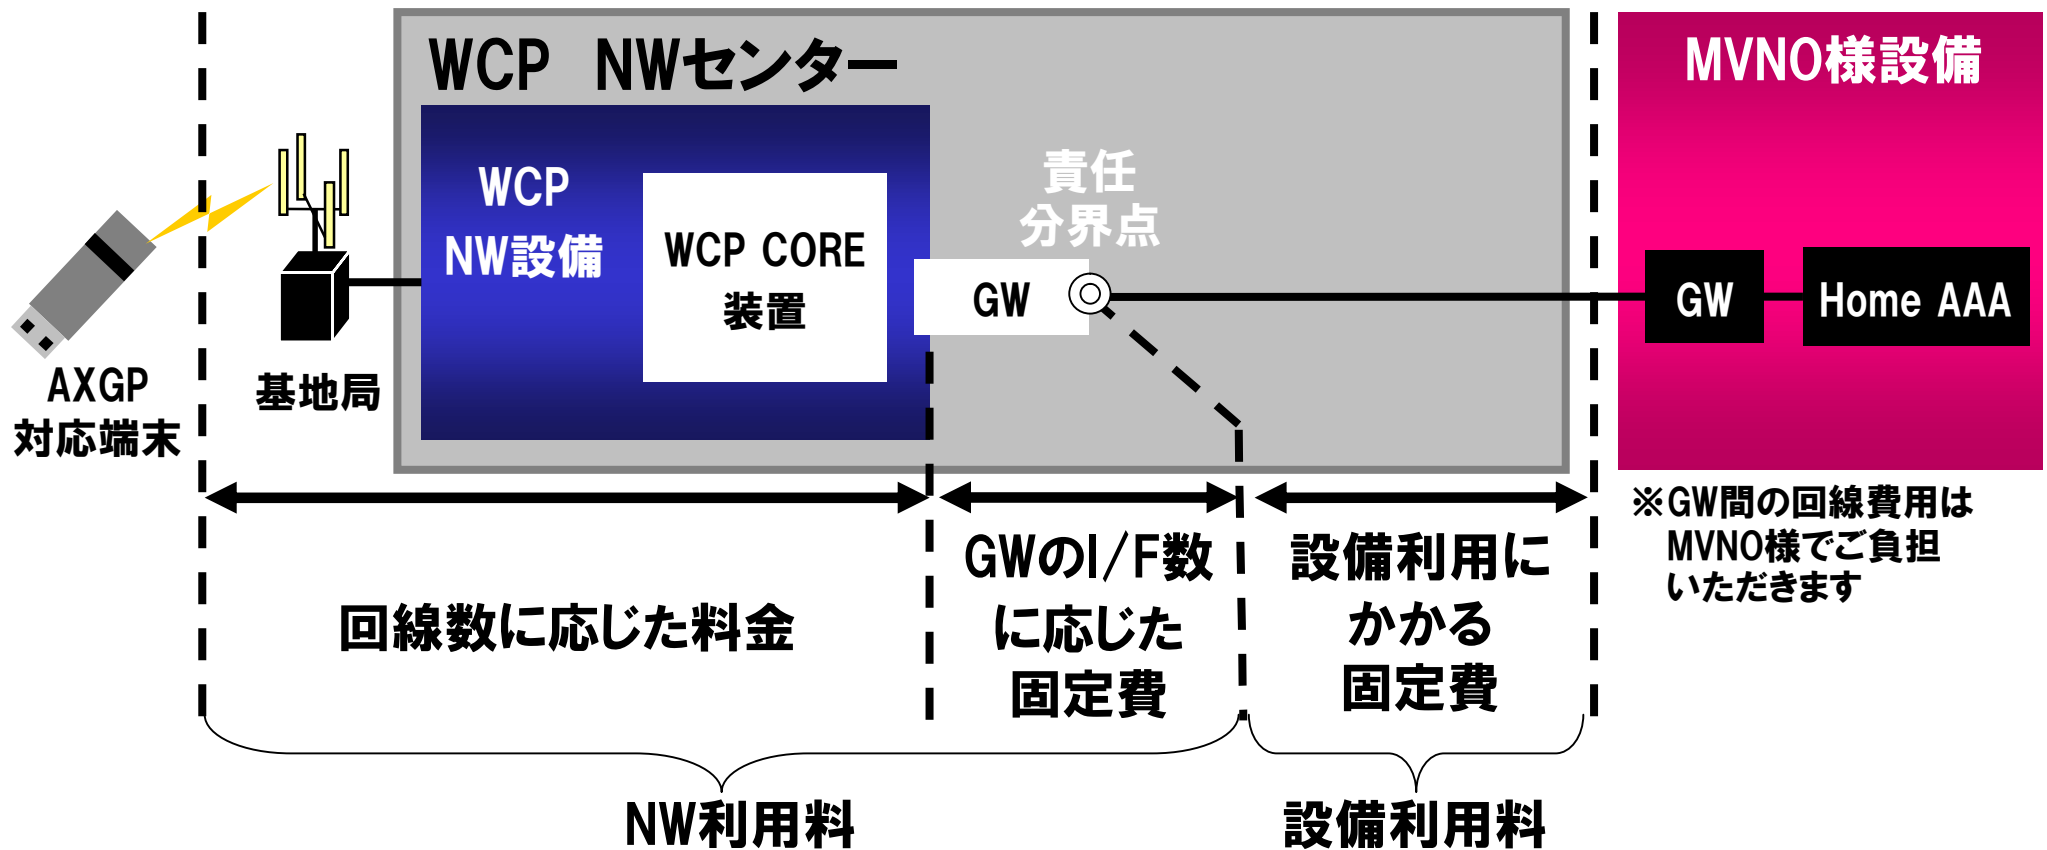 WCP NWセンター
MVNO様設備
WCP
NW設備
WCP CORE
装置
責任
分界点
GW
GW
Home AAA
AXGP
対応端末
基地局
※GW間の回線費用は
MVNO様でご負担
いただきます
回線数に応じた料金
GWのI/F数
に応じた
固定費
設備利用に
かかる
固定費
NW利用料
設備利用料